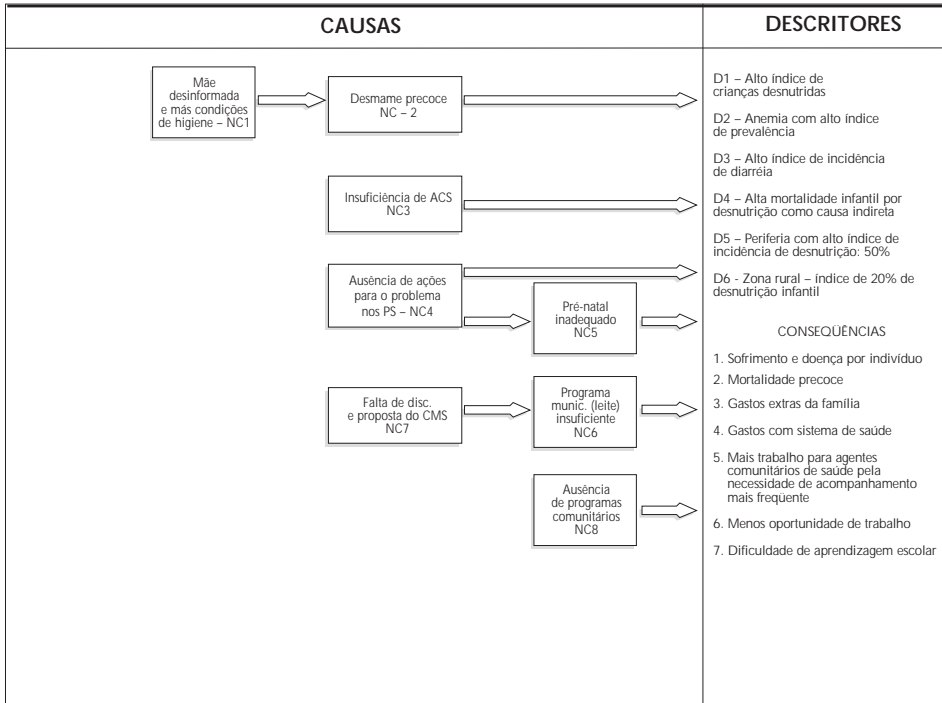 CAUSAS
DESCRITORES
Mãe
desinformada
e más condições
de higiene – NC1
Desmame precoce
NC – 2
Insuficiência de ACS
NC3
Ausência de ações
para o problema
nos PS – NC4
Pré-natal
inadequado
NC5
Falta de disc.
e proposta do CMS
NC7
Programa
munic. (leite)
insuficiente
NC6
Ausência
de programas
comunitários
NC8
D1 – Alto índice de
crianças desnutridas
D2 – Anemia com alto índice
de prevalência
D3 – Alto índice de incidência
de diarréia
D4 – Alta mortalidade infantil por
desnutrição como causa indireta
D5 – Periferia com alto índice de
incidência de desnutrição: 50%
D6 - Zona rural – índice de 20% de
desnutrição infantil
CONSEQÜÊNCIAS
1. Sofrimento e doença por indivíduo
2. Mortalidade precoce
3. Gastos extras da família
4. Gastos com sistema de saúde
5. Mais trabalho para agentes
comunitários de saúde pela
necessidade de acompanhamento
mais freqüente
6. Menos oportunidade de trabalho
7. Dificuldade de aprendizagem escolar